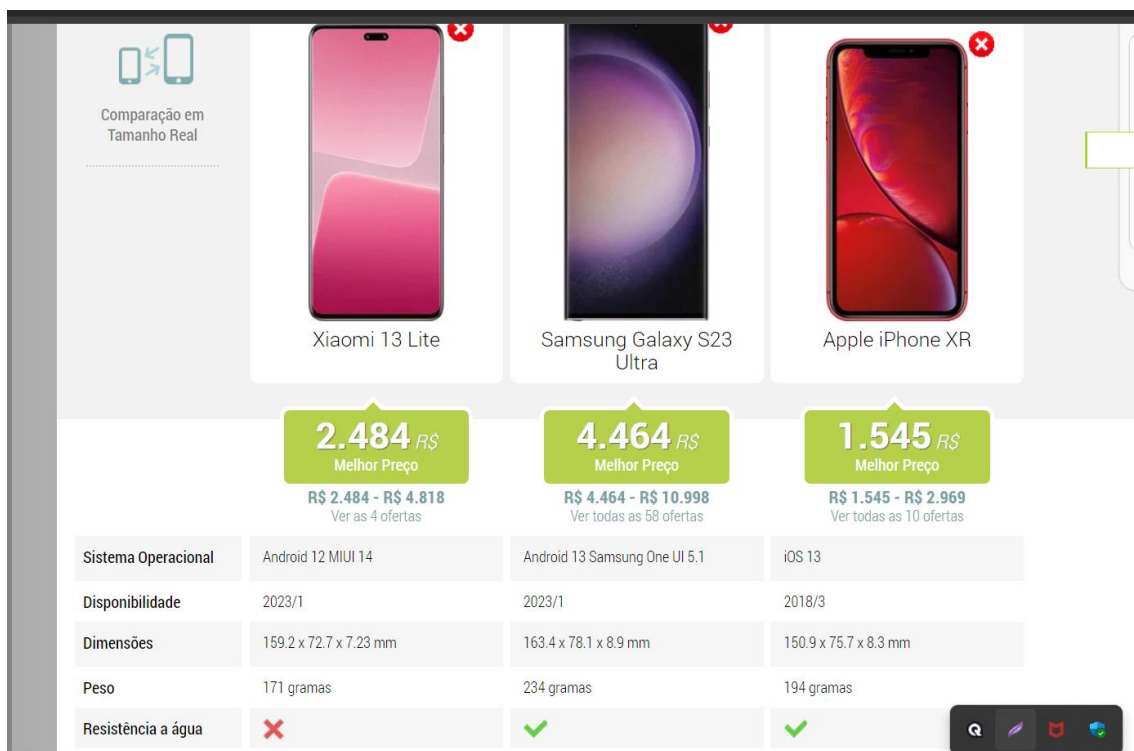 Comparação em
Tamanho Real
Xiaomi 13 Lite
Samsung Galaxy S23
Ultra
Apple iPhone XR
2.484 R$
Melhor Preço
4.464 R$
Melhor Preço
1.545 R$
Melhor Preço
R$ 2.484 - R$ 4.818
Ver as 4 ofertas
R$ 4.464 - R$ 10.998
Ver todas as 58 ofertas
R$ 1.545 - R$ 2.969
Ver todas as 10 ofertas
Sistema Operacional Android 12 MIUI 14 Android 13 Samsung One UI 5.1 iOS 13
Disponibilidade 2023/1 2023/1 2018/3
Dimensões 159.2 x 72.7 x 7.23 mm 163.4 x 78.1 x 8.9 mm 150.9 x 75.7 x 8.3 mm
Peso 171 gramas 234 gramas 194 gramas
Resistência a água